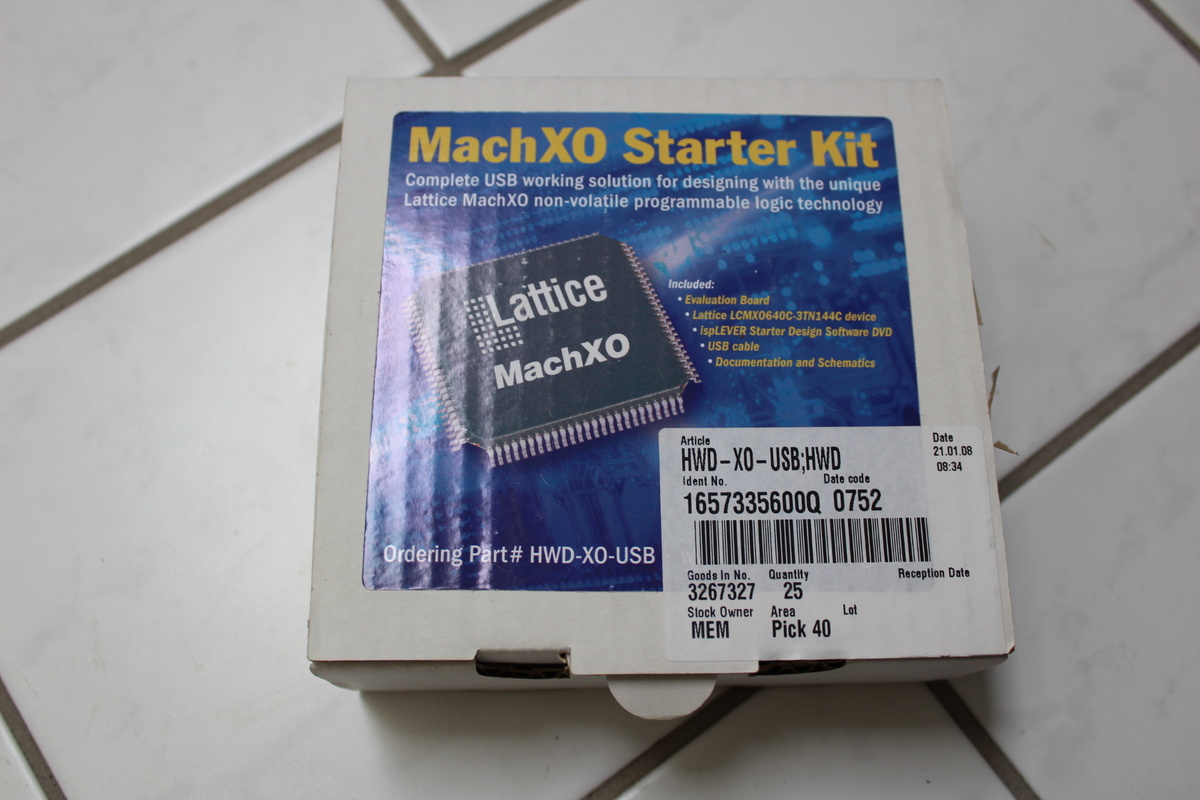 MachXO Starter Kit
Complete USB working solution for designing with the unique
Lattice MachXO non-volatile programmable logic technology
Lattice
MachXO
Included:
• Evaluation Board
• Lattice LCMXO640C-3TN144C device
• ispLEVER Starter Design Software DVD
• USB cable
• Documentation and Schematics
Ordering Part# HWD-XO-USB
Article
HWD-XO-USB;HWD
Date
21.01.08
08:34
Ident No. Date code
1657335600Q 0752
Goods In No. Quantity Reception Date
3267327 25
Stock Owner Area Lot
MEM Pick 40